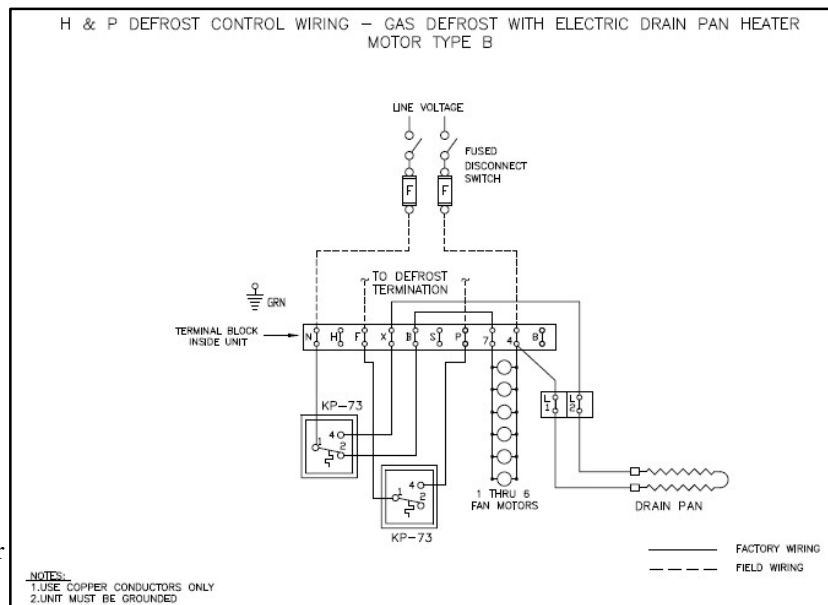 H & P DEFROST CONTROL WIRING – GAS DEFROST WITH ELECTRIC DRAIN PAN HEATER
MOTOR TYPE B
LINE VOLTAGE
FUSED
DISCONNECT
SWITCH
F F
TO DEFROST
TERMINATION
GRN
TERMINAL BLOCK
INSIDE UNIT
N H F X B S P 7 4 B
KP-73
4
1 2
L L
1 2
KP-73
4
1 2
1 THRU 6
FAN MOTORS
DRAIN PAN
FACTORY WIRING
FIELD WIRING
r
NOTES:
1.USE COPPER CONDUCTORS ONLY
2.UNIT MUST BE GROUNDED